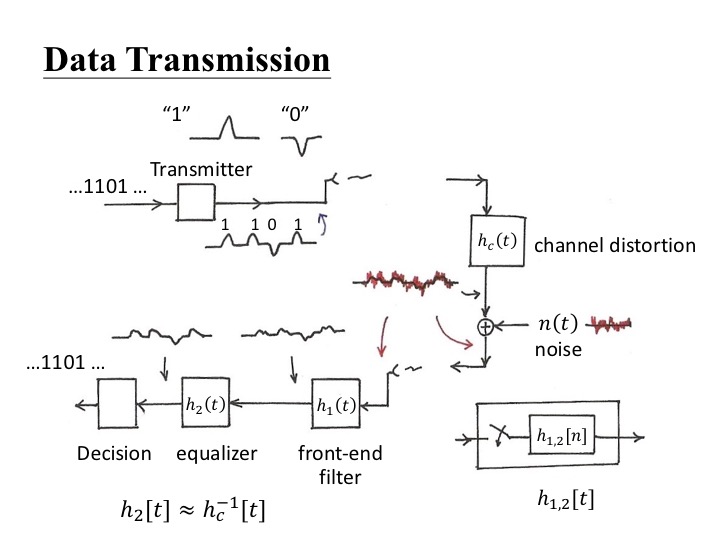 Data Transmission
“1” “0”
Transmitter
...1101 ...
1 1 0 1
h_c(t)
channel distortion
n(t)
noise
...1101 ...
h_2(t)
h_1(t)
Decision
equalizer
front-end
filter
h_{1,2}[n]
h_{1,2}[t]
h_2[t] ≈ h_c^{-1}[t]